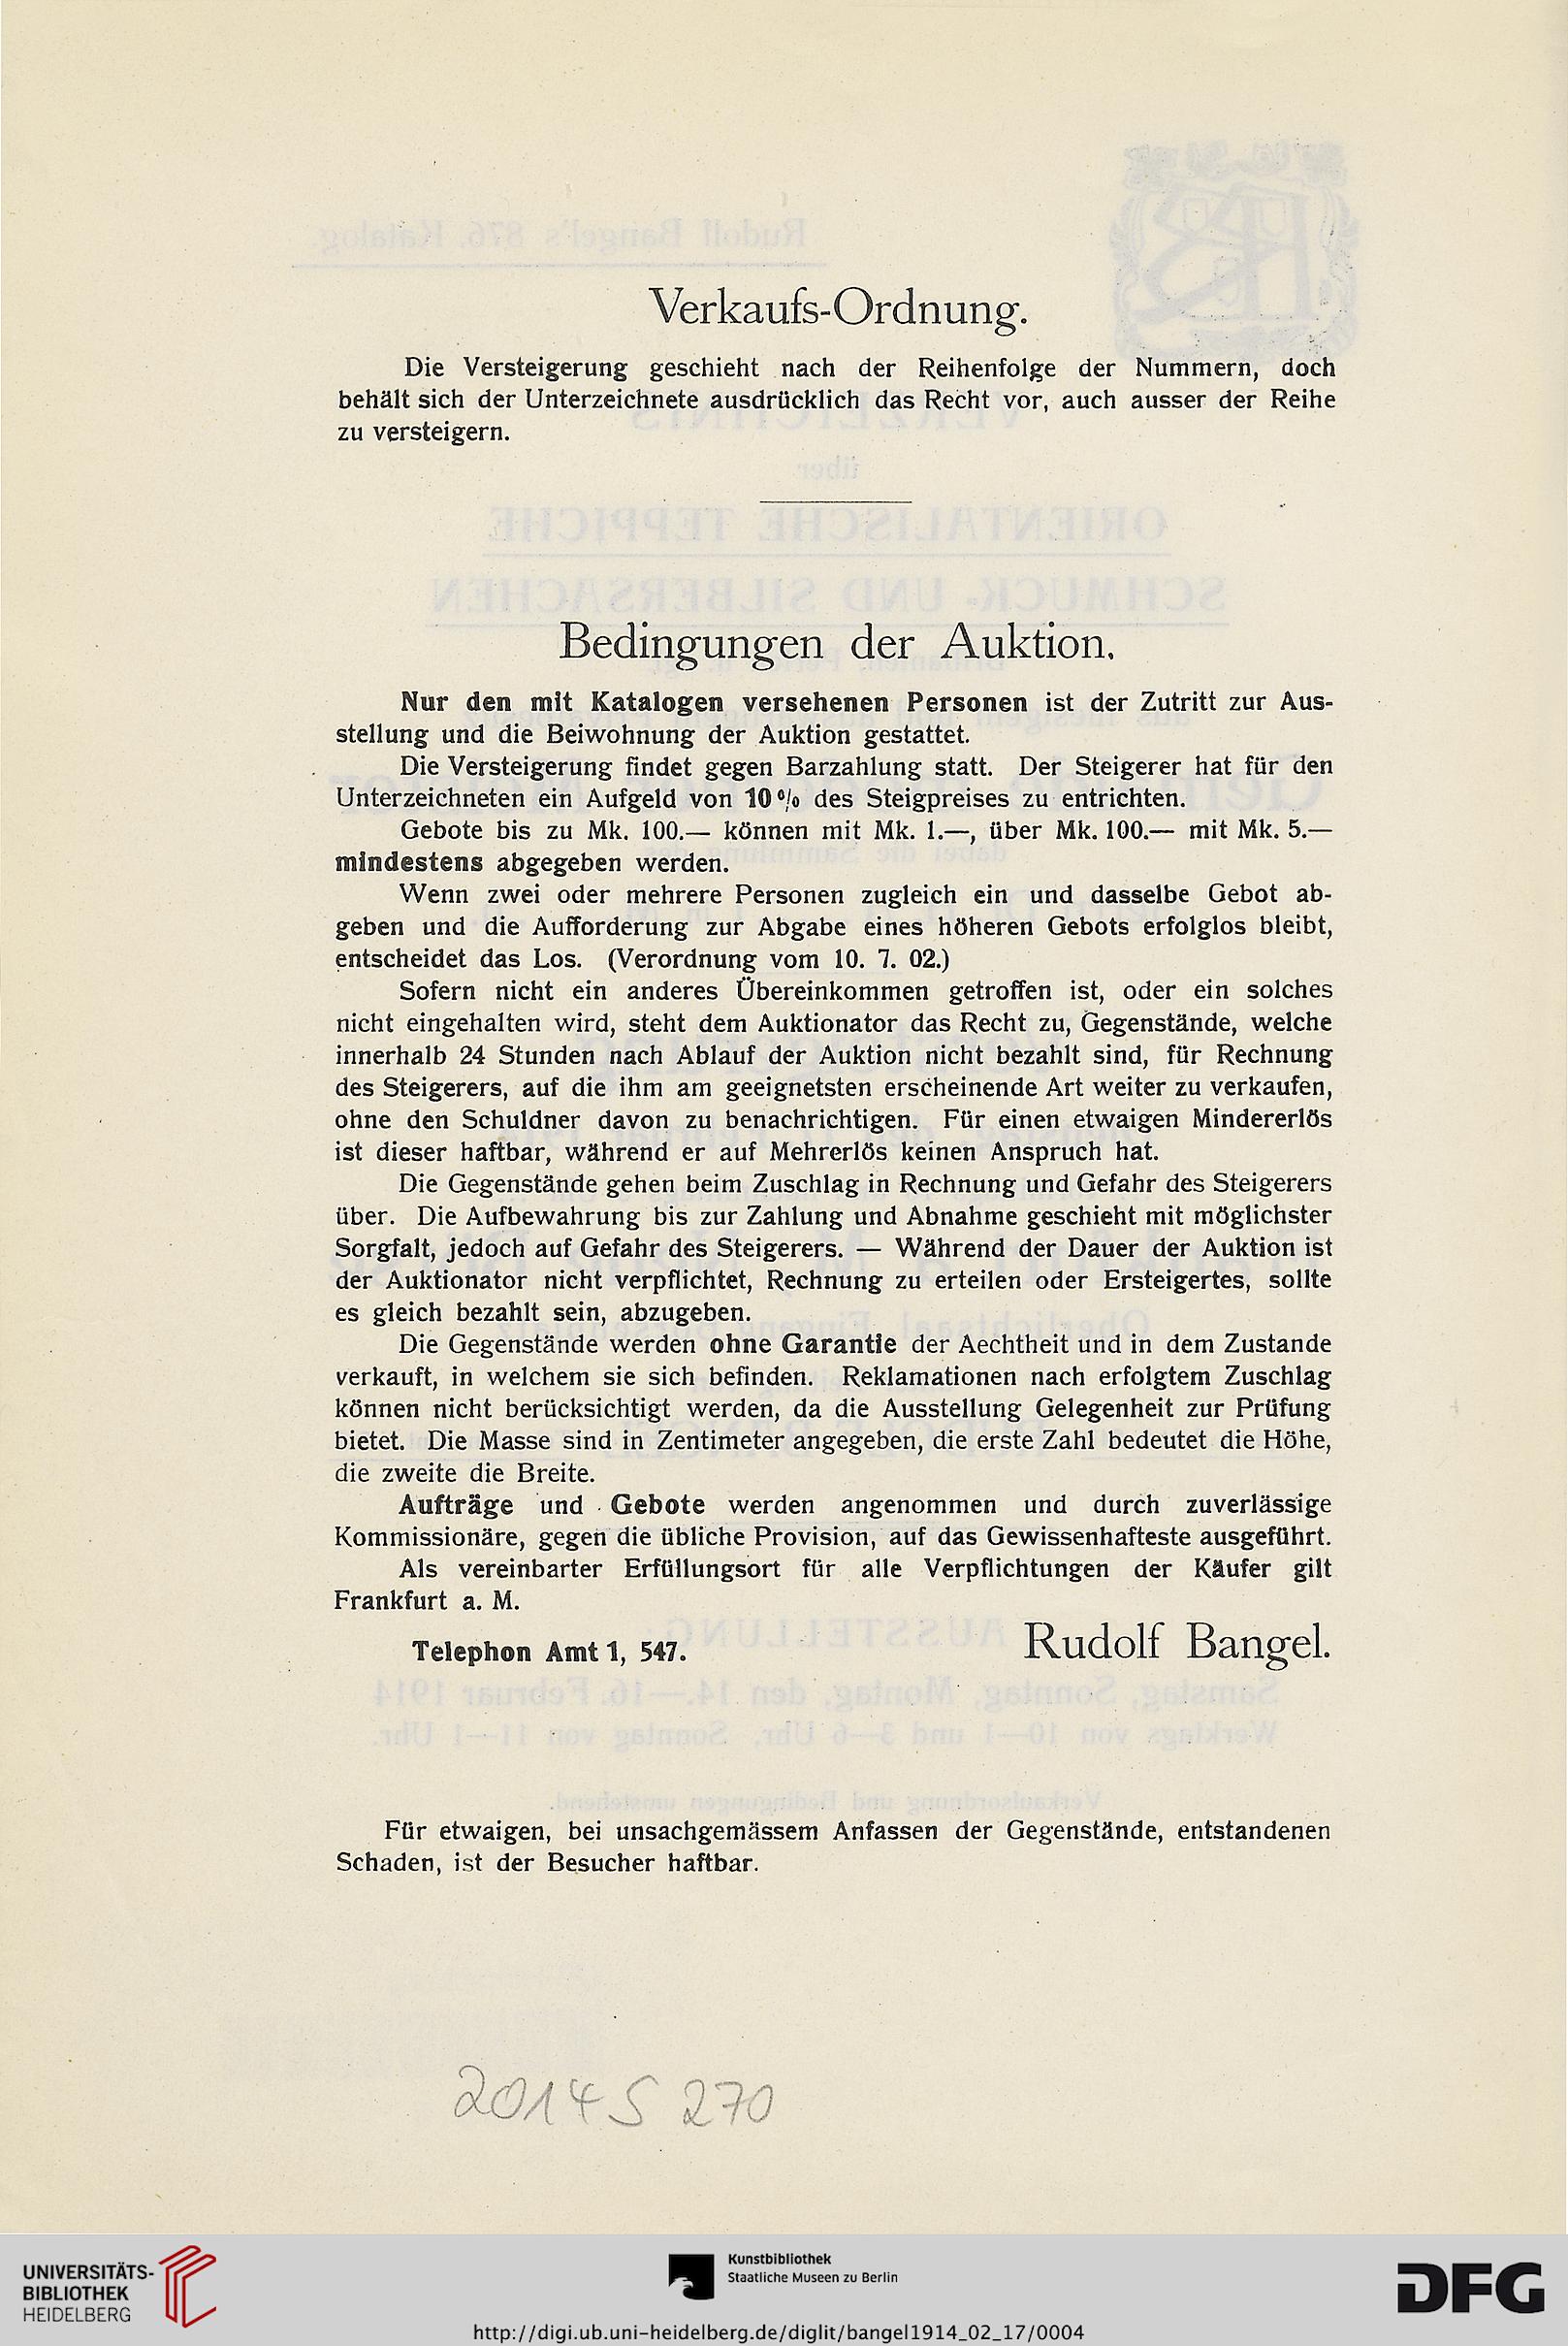 Verkaufs-Ordnung.
Die Versteigerung geschieht nach der Reihenfolge der Nummern, doch
behält sich der Unterzeichnete ausdrücklich das Recht vor, auch ausser der Reihe
zu versteigern.
Bedingungen der Auktion.
Nur den mit Katalogen versehenen Personen ist der Zutritt zur Aus-
stellung und die Beiwohnung der Auktion gestattet.
Die Versteigerung findet gegen Barzahlung statt. Der Steigerer hat für den
Unterzeichneten ein Aufgeld von 10% des Steigpreises zu entrichten.
Gebote bis zu Mk. 100.— können mit Mk. 1.—, über Mk. 100.— mit Mk. 5.—
mindestens abgegeben werden.
Wenn zwei oder mehrere Personen zugleich ein und dasselbe Gebot ab-
geben und die Aufforderung zur Abgabe eines höheren Gebots erfolglos bleibt,
entscheidet das Los. (Verordnung vom 10. 7. 02.)
Sofern nicht ein anderes Übereinkommen getroffen ist, oder ein solches
nicht eingehalten wird, steht dem Auktionator das Recht zu, Gegenstände, welche
innerhalb 24 Stunden nach Ablauf der Auktion nicht bezahlt sind, für Rechnung
des Steigerers, auf die ihm am geeignetsten erscheinende Art weiter zu verkaufen,
ohne den Schuldner davon zu benachrichtigen. Für einen etwaigen Mindererlös
ist dieser haftbar, während er auf Mehrerlös keinen Anspruch hat.
Die Gegenstände gehen beim Zuschlag in Rechnung und Gefahr des Steigerers
über. Die Aufbewahrung bis zur Zahlung und Abnahme geschieht mit möglichster
Sorgfalt, jedoch auf Gefahr des Steigerers. — Während der Dauer der Auktion ist
der Auktionator nicht verpflichtet, Rechnung zu erteilen oder Ersteigertes, sollte
es gleich bezahlt sein, abzugeben.
Die Gegenstände werden ohne Garantie der Aechtheit und in dem Zustande
verkauft, in welchem sie sich befinden. Reklamationen nach erfolgtem Zuschlag
können nicht berücksichtigt werden, da die Ausstellung Gelegenheit zur Prüfung
bietet. Die Masse sind in Zentimeter angegeben, die erste Zahl bedeutet die Höhe,
die zweite die Breite.
Aufträge und Gebote werden angenommen und durch zuverlässige
Kommissionäre, gegen die übliche Provision, auf das Gewissenhafteste ausgeführt.
Als vereinbarter Erfüllungsort für alle Verpflichtungen der Käufer gilt
Frankfurt a. M.
Telephon Amt 1, 547. Rudolf Bangel.
Für etwaigen, bei unsachgemässem Anfassen der Gegenstände, entstandenen
Schaden, ist der Besucher haftbar.
2014 S 270
UNIVERSITÄTS-
BIBLIOTHEK
HEIDELBERG
Kunstbibliothek
Staatliche Museen zu Berlin
DFG
http://digi.ub.uni-heidelberg.de/diglit/bangel1914_02_17/0004